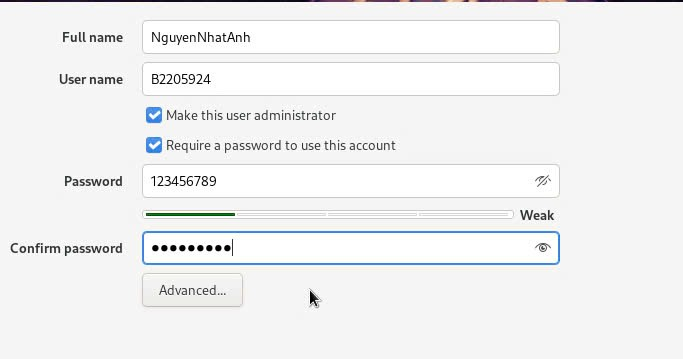 Full name NguyenNhatAnh
User name B2205924
Make this user administrator
Require a password to use this account
Password 123456789
Weak
Confirm password ●●●●●●●●●
Advanced...